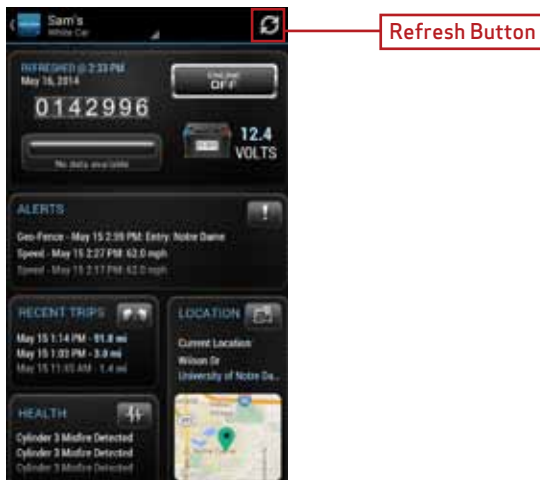 Sam's
White Car
Refresh Button
REFRESHED @ 2:33 PM
May 16, 2014
ENGINE
OFF
0142996
12.4
VOLTS
No data available
ALERTS
!
Geo-Fence - May 15 2:39 PM: Entry: Notre Dame
Speed - May 15 2:27 PM: 62.0 mph
Speed - May 15 2:17 PM: 62.0 mph
RECENT TRIPS
May 15 1:14 PM - 91.8 mi
May 15 1:03 PM - 3.8 mi
May 15 11:45 AM - 1.4 mi
LOCATION
Current Location:
Wilson Dr
University of Notre Da..
HEALTH
Cylinder 3 Misfire Detected
Cylinder 3 Misfire Detected
Cylinder 3 Misfire Detected